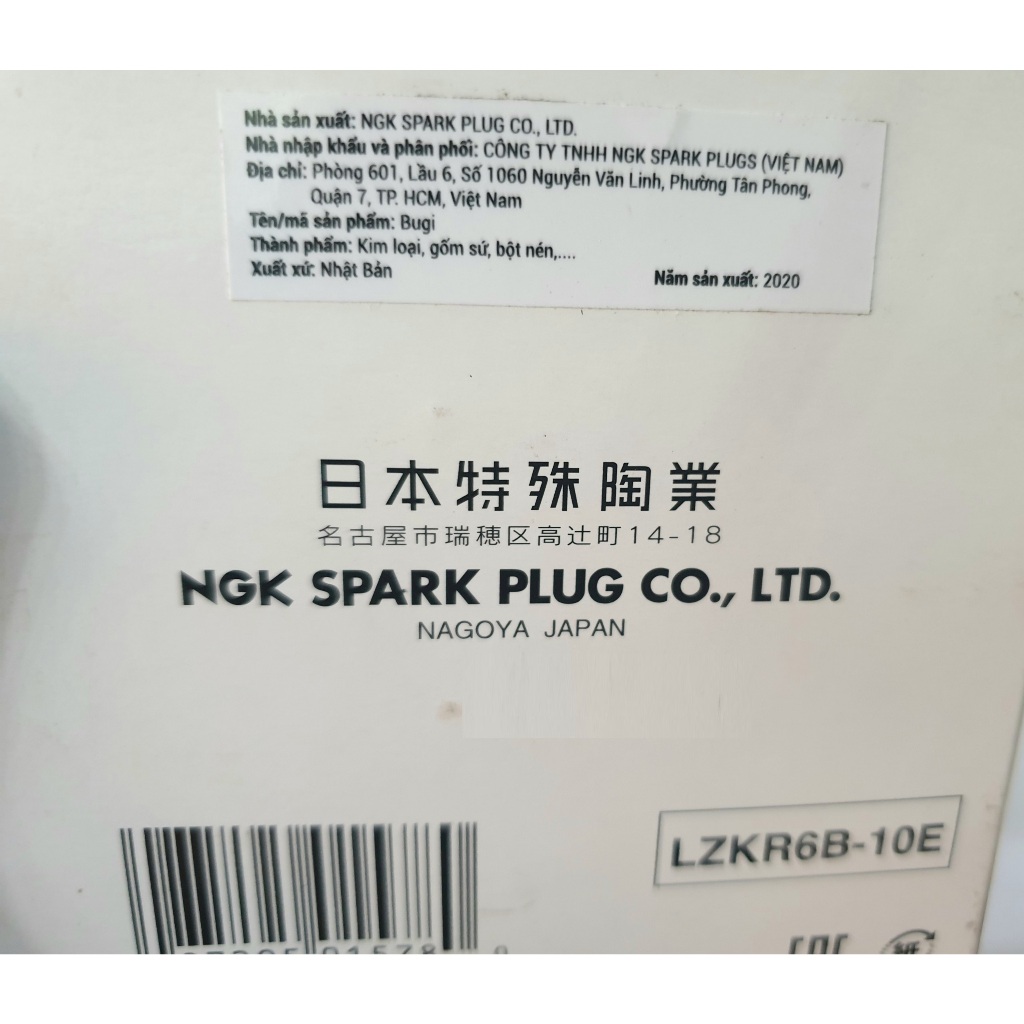 Nhà sản xuất: NGK SPARK PLUG CO., LTD.
Nhà nhập khẩu và phân phối: CÔNG TY TNHH NGK SPARK PLUGS (VIỆT NAM)
Địa chỉ: Phòng 601, Lầu 6, Số 1060 Nguyễn Văn Linh, Phường Tân Phong,
Quận 7, TP. HCM, Việt Nam
Tên/mã sản phẩm: Bugi
Thành phẩm: Kim loại, gốm sứ, bột nén,....
Xuất xứ: Nhật Bản
Năm sản xuất: 2020
日本特殊陶業
名古屋市瑞穂区高辻町14-18
NGK SPARK PLUG CO., LTD.
NAGOYA JAPAN
LZKR6B-10E